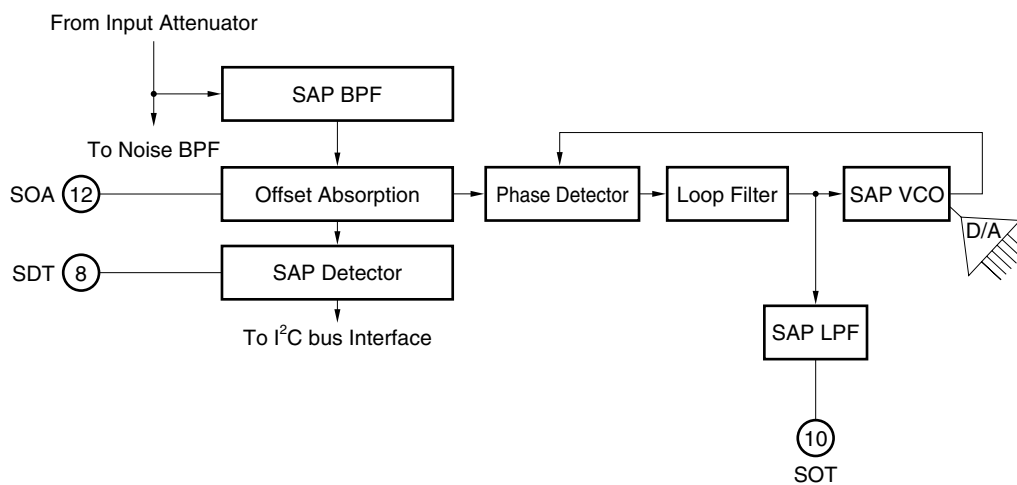 From Input Attenuator
SAP BPF
To Noise BPF
SOA 12
Offset Absorption
Phase Detector
Loop Filter
SAP VCO
D/A
SDT 8
SAP Detector
To I²C bus Interface
SAP LPF
10
SOT